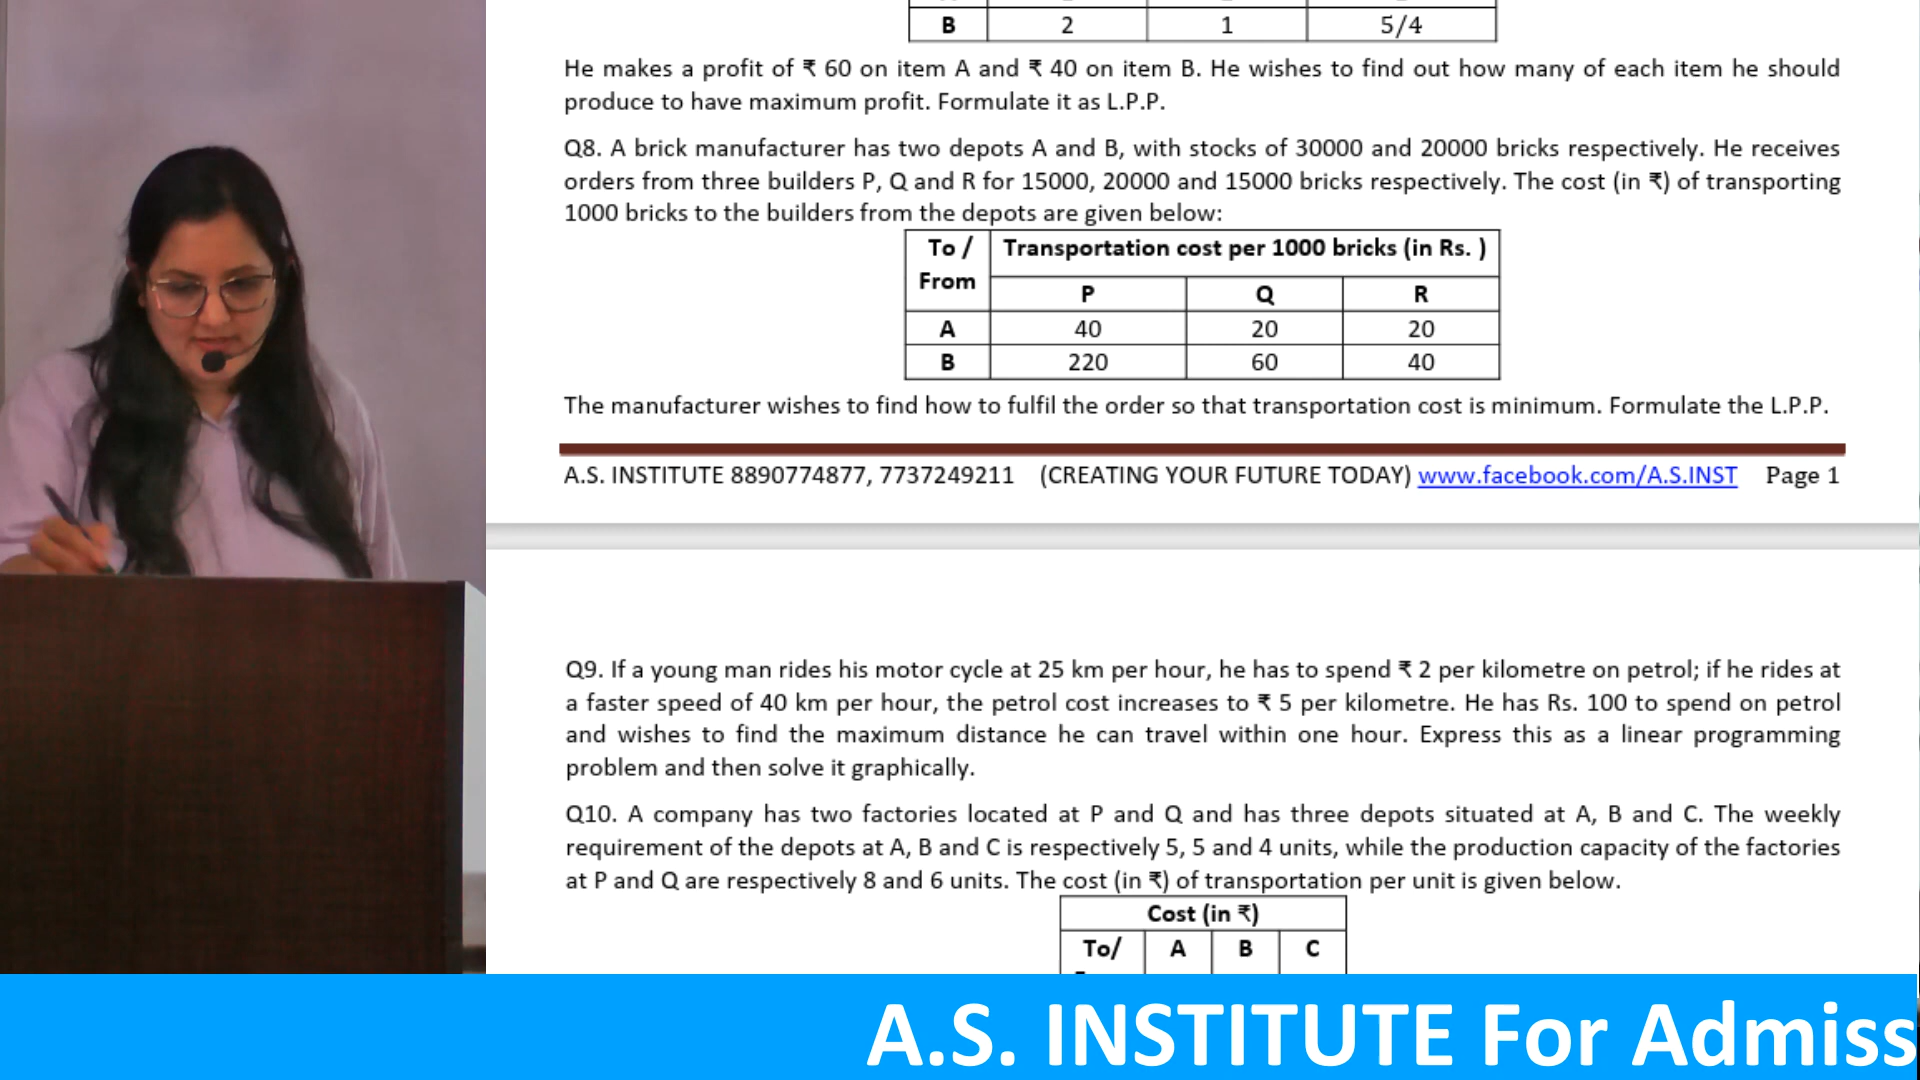 B 2 1 5/4
He makes a profit of ₹ 60 on item A and ₹ 40 on item B. He wishes to find out how many of each item he should
produce to have maximum profit. Formulate it as L.P.P.
Q8. A brick manufacturer has two depots A and B, with stocks of 30000 and 20000 bricks respectively. He receives
orders from three builders P, Q and R for 15000, 20000 and 15000 bricks respectively. The cost (in ₹) of transporting
1000 bricks to the builders from the depots are given below:
To / Transportation cost per 1000 bricks (in Rs. )
From
P Q R
A 40 20 20
B 220 60 40
The manufacturer wishes to find how to fulfil the order so that transportation cost is minimum. Formulate the L.P.P.
A.S. INSTITUTE 8890774877, 7737249211 (CREATING YOUR FUTURE TODAY) www.facebook.com/A.S.INST Page 1
Q9. If a young man rides his motor cycle at 25 km per hour, he has to spend ₹ 2 per kilometre on petrol; if he rides at
a faster speed of 40 km per hour, the petrol cost increases to ₹ 5 per kilometre. He has Rs. 100 to spend on petrol
and wishes to find the maximum distance he can travel within one hour. Express this as a linear programming
problem and then solve it graphically.
Q10. A company has two factories located at P and Q and has three depots situated at A, B and C. The weekly
requirement of the depots at A, B and C is respectively 5, 5 and 4 units, while the production capacity of the factories
at P and Q are respectively 8 and 6 units. The cost (in ₹) of transportation per unit is given below.
Cost (in ₹)
To/ A B C
A.S. INSTITUTE For Admiss